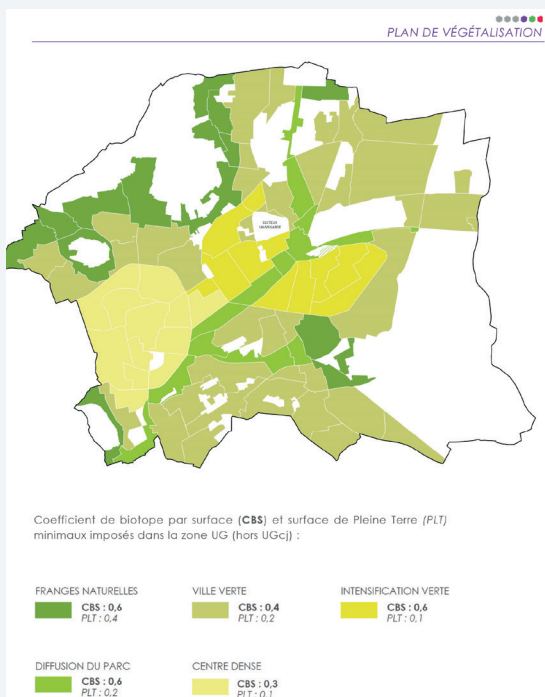 PLAN DE VÉGÉTALISATION
SECTEUR
Coefficient de biotope par surface (CBS) et surface de Pleine Terre (PLT)
minimaux imposés dans la zone UG (hors UGcj) :
FRANGES NATURELLES
CBS : 0,6
PLT : 0,4
VILLE VERTE
CBS : 0,4
PLT : 0,2
INTENSIFICATION VERTE
CBS : 0,6
PLT : 0,1
DIFFUSION DU PARC
CBS : 0,6
PLT : 0,2
CENTRE DENSE
CBS : 0,3
PLT : 0,1